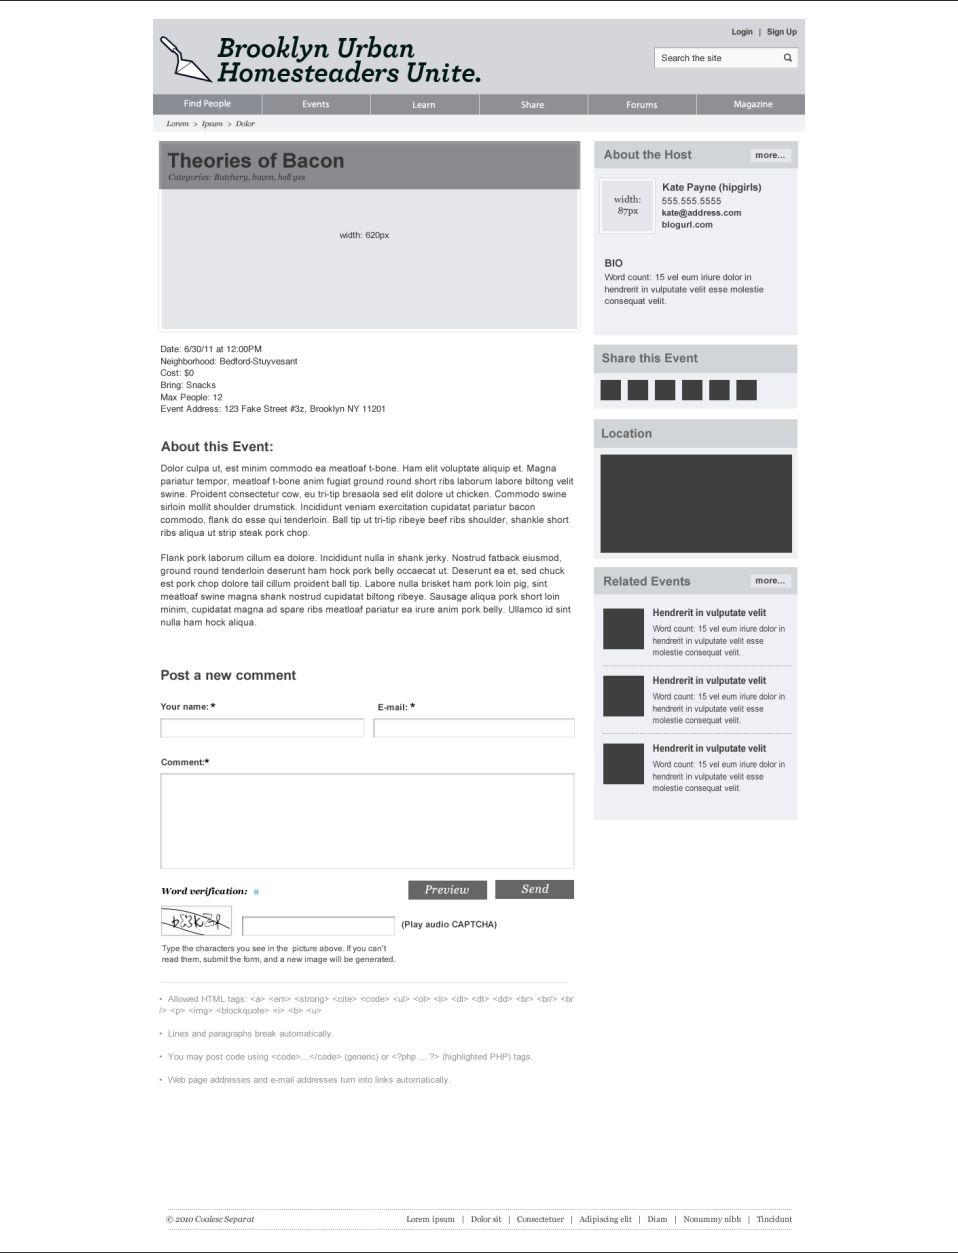 Login | Sign Up
Brooklyn Urban
Homesteaders Unite.
Search the site
Find People Events Learn Share Forums Magazine
Lorem > Ipsum > Dolor
Theories of Bacon
Categories: Butchery, bacon, hell yes
width: 620px
Date: 6/30/11 at 12:00PM
Neighborhood: Bedford-Stuyvesant
Cost: $0
Bring: Snacks
Max People: 12
Event Address: 123 Fake Street #3z, Brooklyn NY 11201
About this Event:
Dolor culpa ut, est minim commodo ea meatloaf t-bone. Ham elit voluptate aliquip et. Magna
pariatur tempor, meatloaf t-bone anim fugiat ground round short ribs laborum labore biltong velit
swine. Proident consectetur cow, eu tri-tip bresaola sed elit dolore ut chicken. Commodo swine
sirloin mollit shoulder drumstick. Incididunt veniam exercitation cupidatat pariatur bacon
commodo, flank do esse qui tenderloin. Ball tip ut tri-tip ribeye beef ribs shoulder, shankle short
ribs aliqua ut strip steak pork chop.
Flank pork laborum cillum ea dolore. Incididunt nulla in shank jerky. Nostrud fatback eiusmod,
ground round tenderloin deserunt ham hock pork belly occaecat ut. Deserunt ea et, sed chuck
est pork chop dolore tail cillum proident ball tip. Labore nulla brisket ham pork loin pig, sint
meatloaf swine magna shank nostrud cupidatat biltong ribeye. Sausage aliqua pork short loin
minim, cupidatat magna ad spare ribs meatloaf pariatur ea irure anim pork belly. Ullamco id sint
nulla ham hock aliqua.
Post a new comment
Your name: * E-mail: *
Comment:*
Word verification: * Preview Send
(Play audio CAPTCHA)
Type the characters you see in the picture above. If you can't
read them, submit the form, and a new image will be generated.
• Allowed HTML tags: <a> <em> <strong> <cite> <code> <ul> <ol> <li> <dl> <dt> <dd> <br> <br/> <br
/> <p> <img> <blockquote> <i> <b> <u>
• Lines and paragraphs break automatically.
• You may post code using <code>...</code> (generic) or <?php ... ?> (highlighted PHP) tags.
• Web page addresses and e-mail addresses turn into links automatically.
About the Host more...
width:
87px
Kate Payne (hipgirls)
555.555.5555
kate@address.com
blogurl.com
BIO
Word count: 15 vel eum iriure dolor in
hendrerit in vulputate velit esse molestie
consequat velit.
Share this Event
Location
Related Events more...
Hendrerit in vulputate velit
Word count: 15 vel eum iriure dolor in
hendrerit in vulputate velit esse
molestie consequat velit.
Hendrerit in vulputate velit
Word count: 15 vel eum iriure dolor in
hendrerit in vulputate velit esse
molestie consequat velit.
Hendrerit in vulputate velit
Word count: 15 vel eum iriure dolor in
hendrerit in vulputate velit esse
molestie consequat velit.
© 2010 Coalesc Separat
Lorem ipsum | Dolor sit | Consectetuer | Adipiscing elit | Diam | Nonummy nibh | Tincidunt